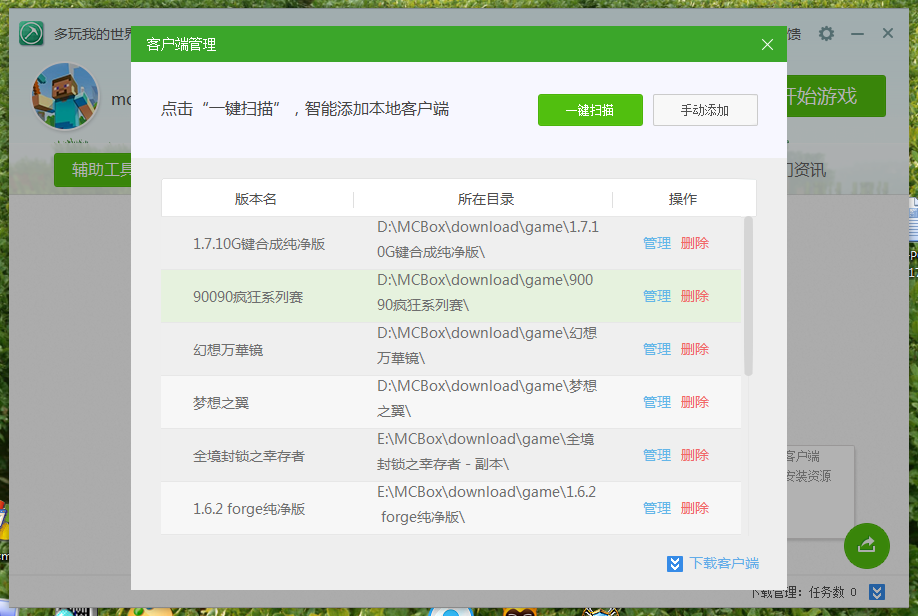 多玩我的世界
馈
客户端管理
mc
点击“一键扫描”，智能添加本地客户端
一键扫描
手动添加
开始游戏
辅助工具
门资讯
版本名
所在目录
操作
1.7.10G键合成纯净版
D:\MCBox\download\game\1.7.1
0G键合成纯净版\
管理 删除
90090疯狂系列赛
D:\MCBox\download\game\900
90疯狂系列赛\
管理 删除
幻想万華镜
D:\MCBox\download\game\幻想
万華镜\
管理 删除
梦想之翼
D:\MCBox\download\game\梦想
之翼\
管理 删除
全境封锁之幸存者
E:\MCBox\download\game\全境
封锁之幸存者 - 副本\
管理 删除
1.6.2 forge纯净版
E:\MCBox\download\game\1.6.2
forge纯净版\
管理 删除
客户端
安装资源
下载客户端
下载管理：任务数 0